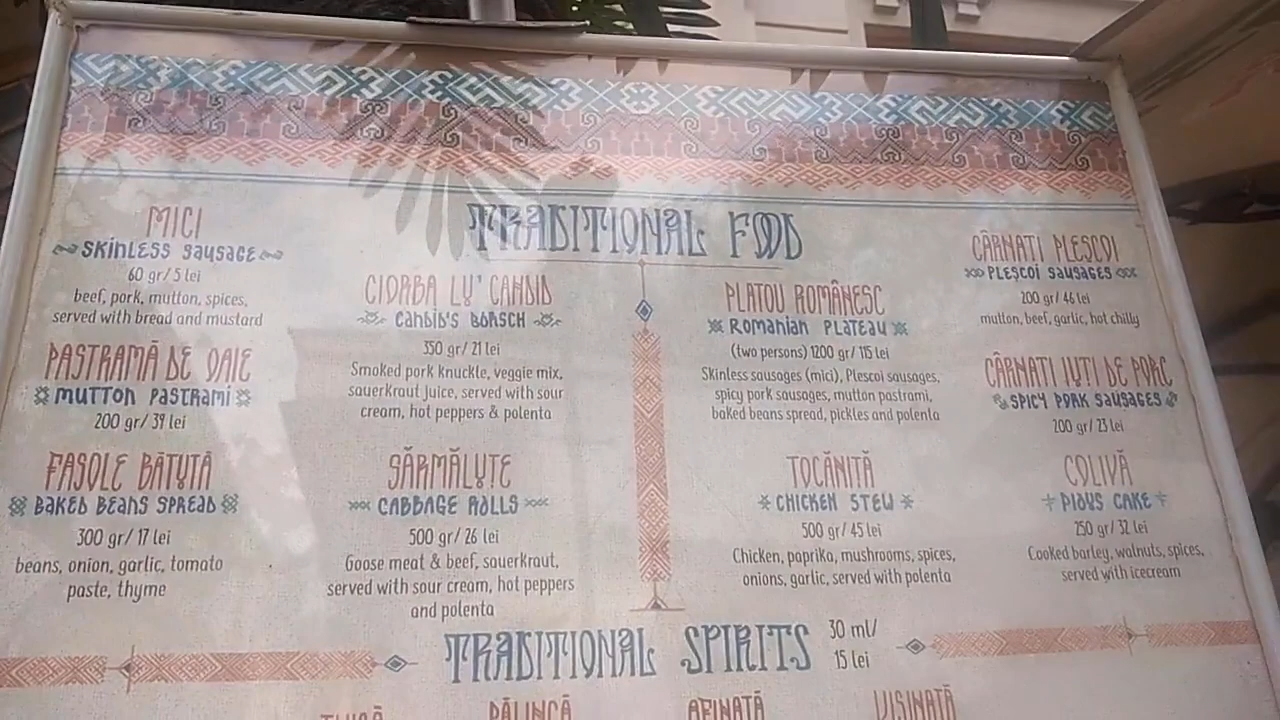 TRADITIONAL FOOD
MICI
SKINLESS SAUSAGE
60 gr/ 5 lei
beef, pork, mutton, spices,
served with bread and mustard
PASTRAMĂ DE OAIE
MUTTON PASTRAMI
200 gr/ 39 lei
FASOLE BĂTUTĂ
BAKED BEANS SPREAD
300 gr/ 17 lei
beans, onion, garlic, tomato
paste, thyme
CIORBA LU' CANDID
CANDID'S BORSCH
350 gr/ 21 lei
Smoked pork knuckle, veggie mix,
sauerkraut juice, served with sour
cream, hot peppers & polenta
SĂRMĂLUȚE
CABBAGE ROLLS
500 gr/ 26 lei
Goose meat & beef, sauerkraut,
served with sour cream, hot peppers
and polenta
PLATOU ROMÂNESC
ROMANIAN PLATEAU
(two persons) 1200 gr/ 115 lei
Skinless sausages (mici), Plescoi sausages,
spicy pork sausages, mutton pastrami,
baked beans spread, pickles and polenta
TOCĂNIȚĂ
CHICKEN STEW
500 gr/ 45 lei
Chicken, paprika, mushrooms, spices,
onions, garlic, served with polenta
CÂRNAȚI PLESCOI
PLEȘCOI SAUSAGES
200 gr/ 46 lei
mutton, beef, garlic, hot chilly
CÂRNAȚI IUȚI DE PORC
SPICY PORK SAUSAGES
200 gr/ 23 lei
COLIVĂ
PIOUS CAKE
250 gr/ 32 lei
Cooked barley, walnuts, spices,
served with icecream
TRADITIONAL SPIRITS
30 ml/
15 lei
PĂLINCĂ
AFINATĂ
VIȘINATĂ